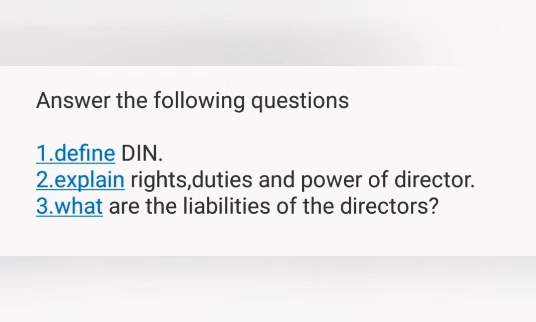 Answer the following questions
1.define DIN.
2.explain rights,duties and power of director.
3.what are the liabilities of the directors?